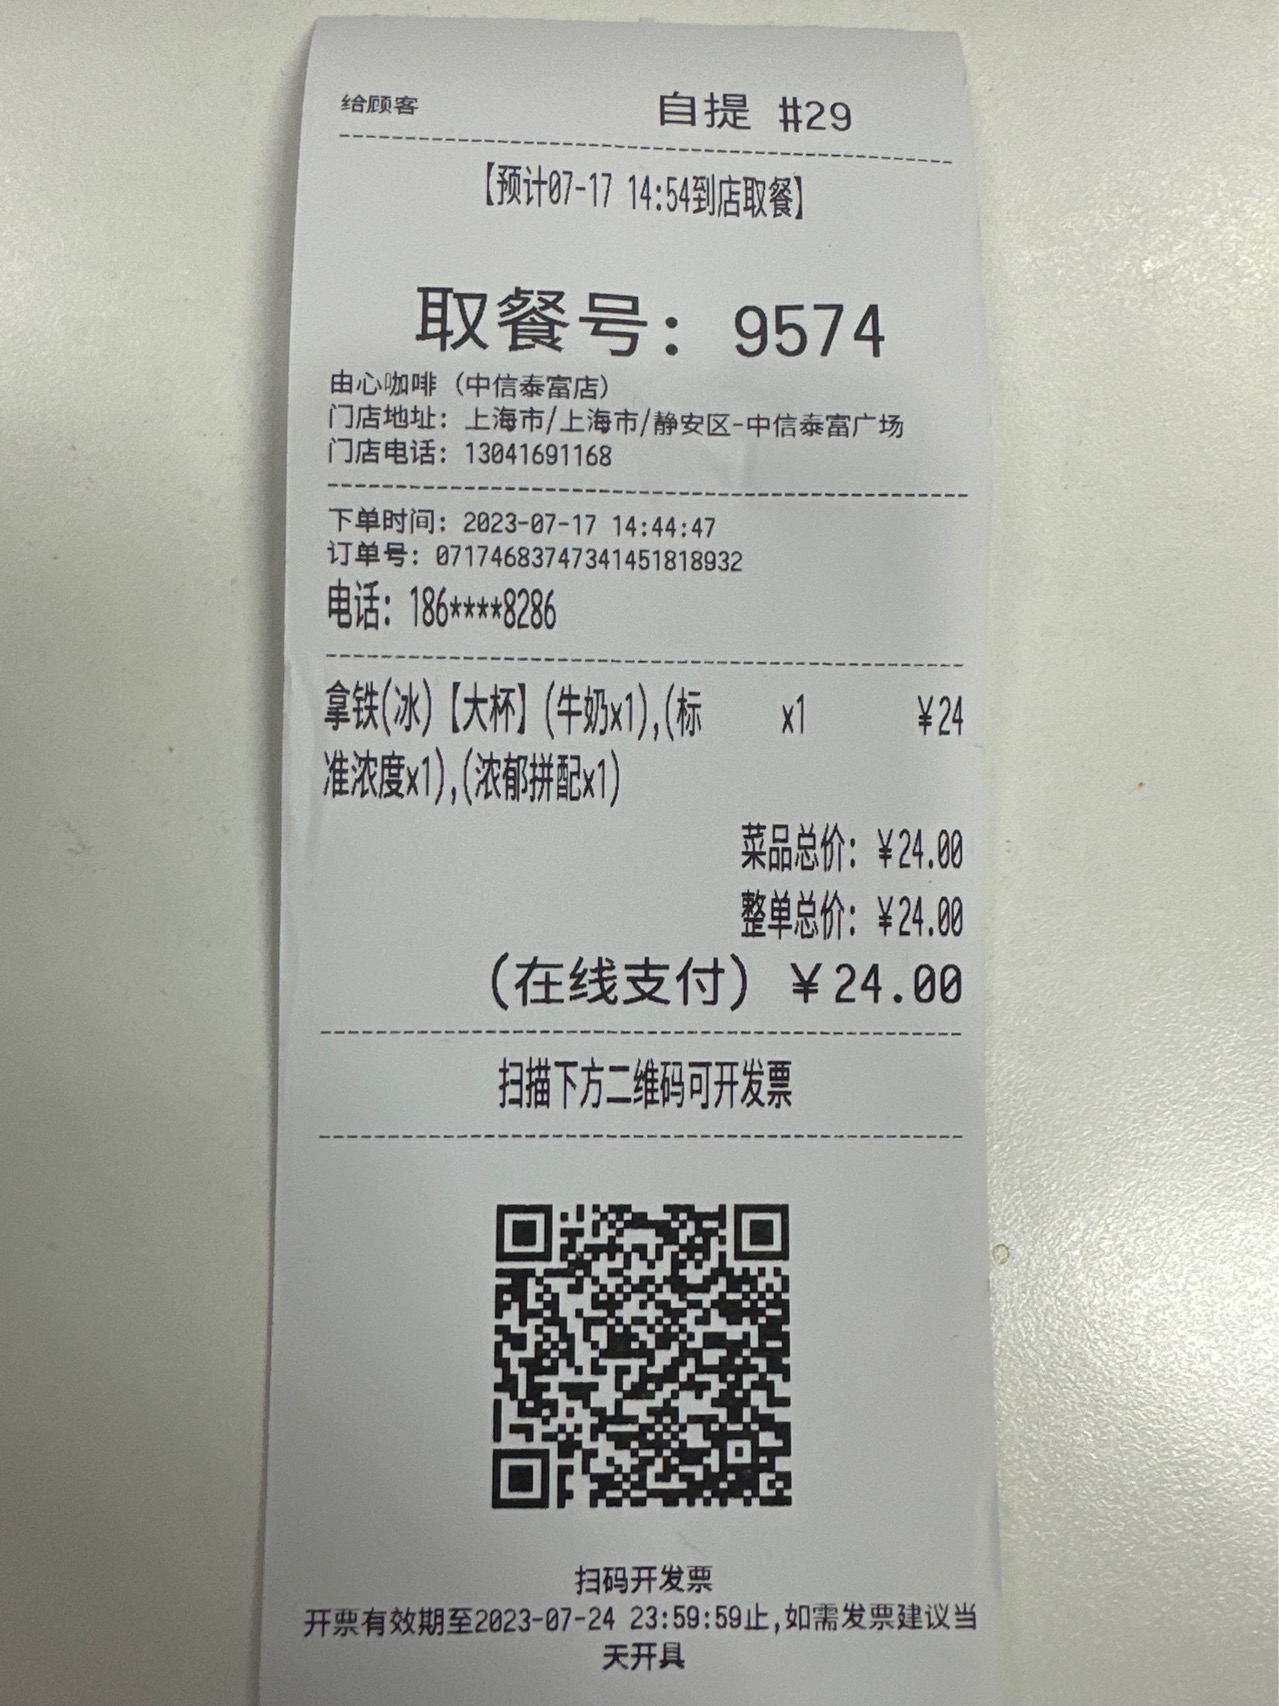 给顾客 自提 #29
【预计07-17 14:54到店取餐】
取餐号：9574
由心咖啡（中信泰富店）
门店地址：上海市/上海市/静安区-中信泰富广场
门店电话：13041691168
下单时间：2023-07-17 14:44:47
订单号：07174683747341451818932
电话：186****8286
拿铁(冰)【大杯】(牛奶x1),(标 x1 ￥24
准浓度x1),(浓郁拼配x1)
菜品总价：￥24.00
整单总价：￥24.00
(在线支付) ￥24.00
扫描下方二维码可开发票
扫码开发票
开票有效期至2023-07-24 23:59:59止,如需发票建议当
天开具